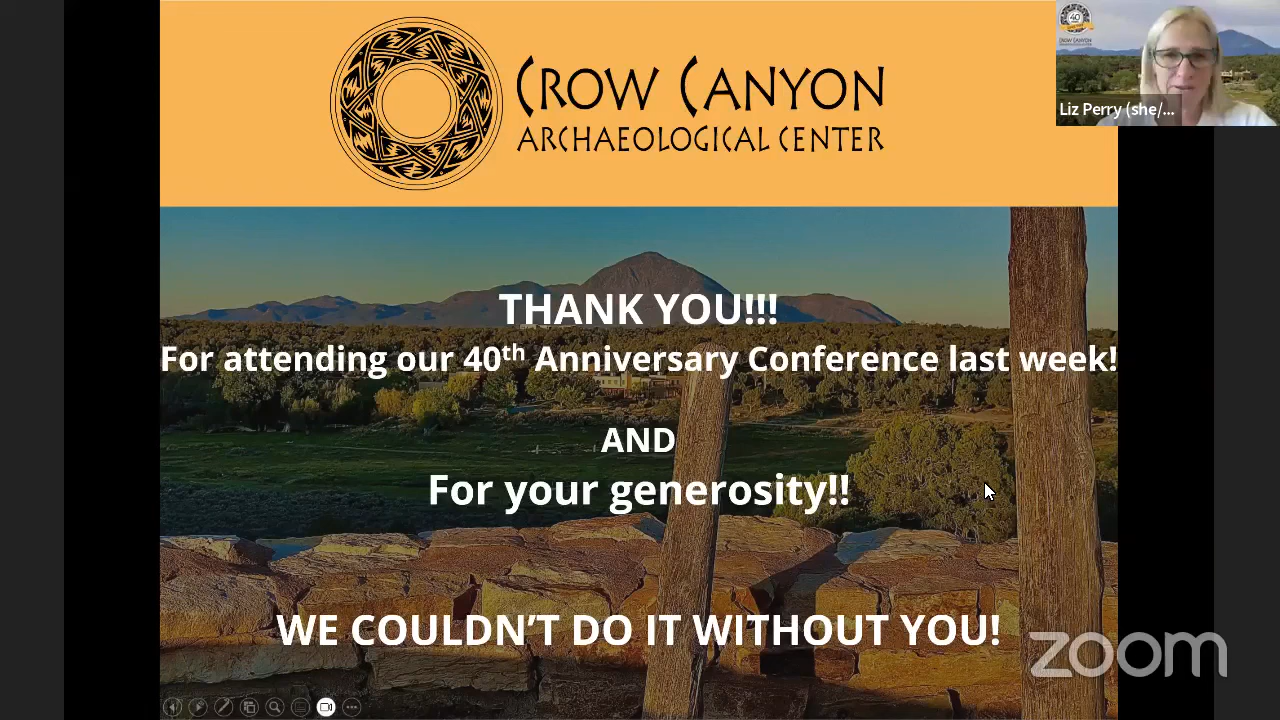 CROW CANYON
ARCHAEOLOGICAL CENTER
40
Liz Perry (she/...
THANK YOU!!!
For attending our 40th Anniversary Conference last week!
AND
For your generosity!!
WE COULDN'T DO IT WITHOUT YOU!
zoom